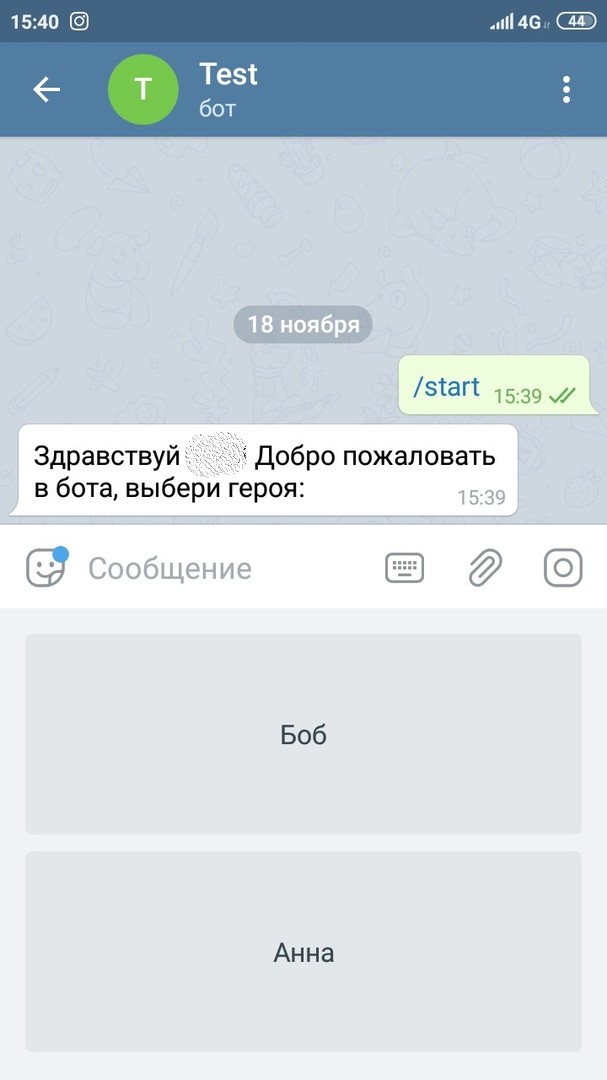 15:40
4G 44
T
Test
бот
18 ноября
/start 15:39
Здравствуй Добро пожаловать
в бота, выбери героя:
15:39
Сообщение
Боб
Анна